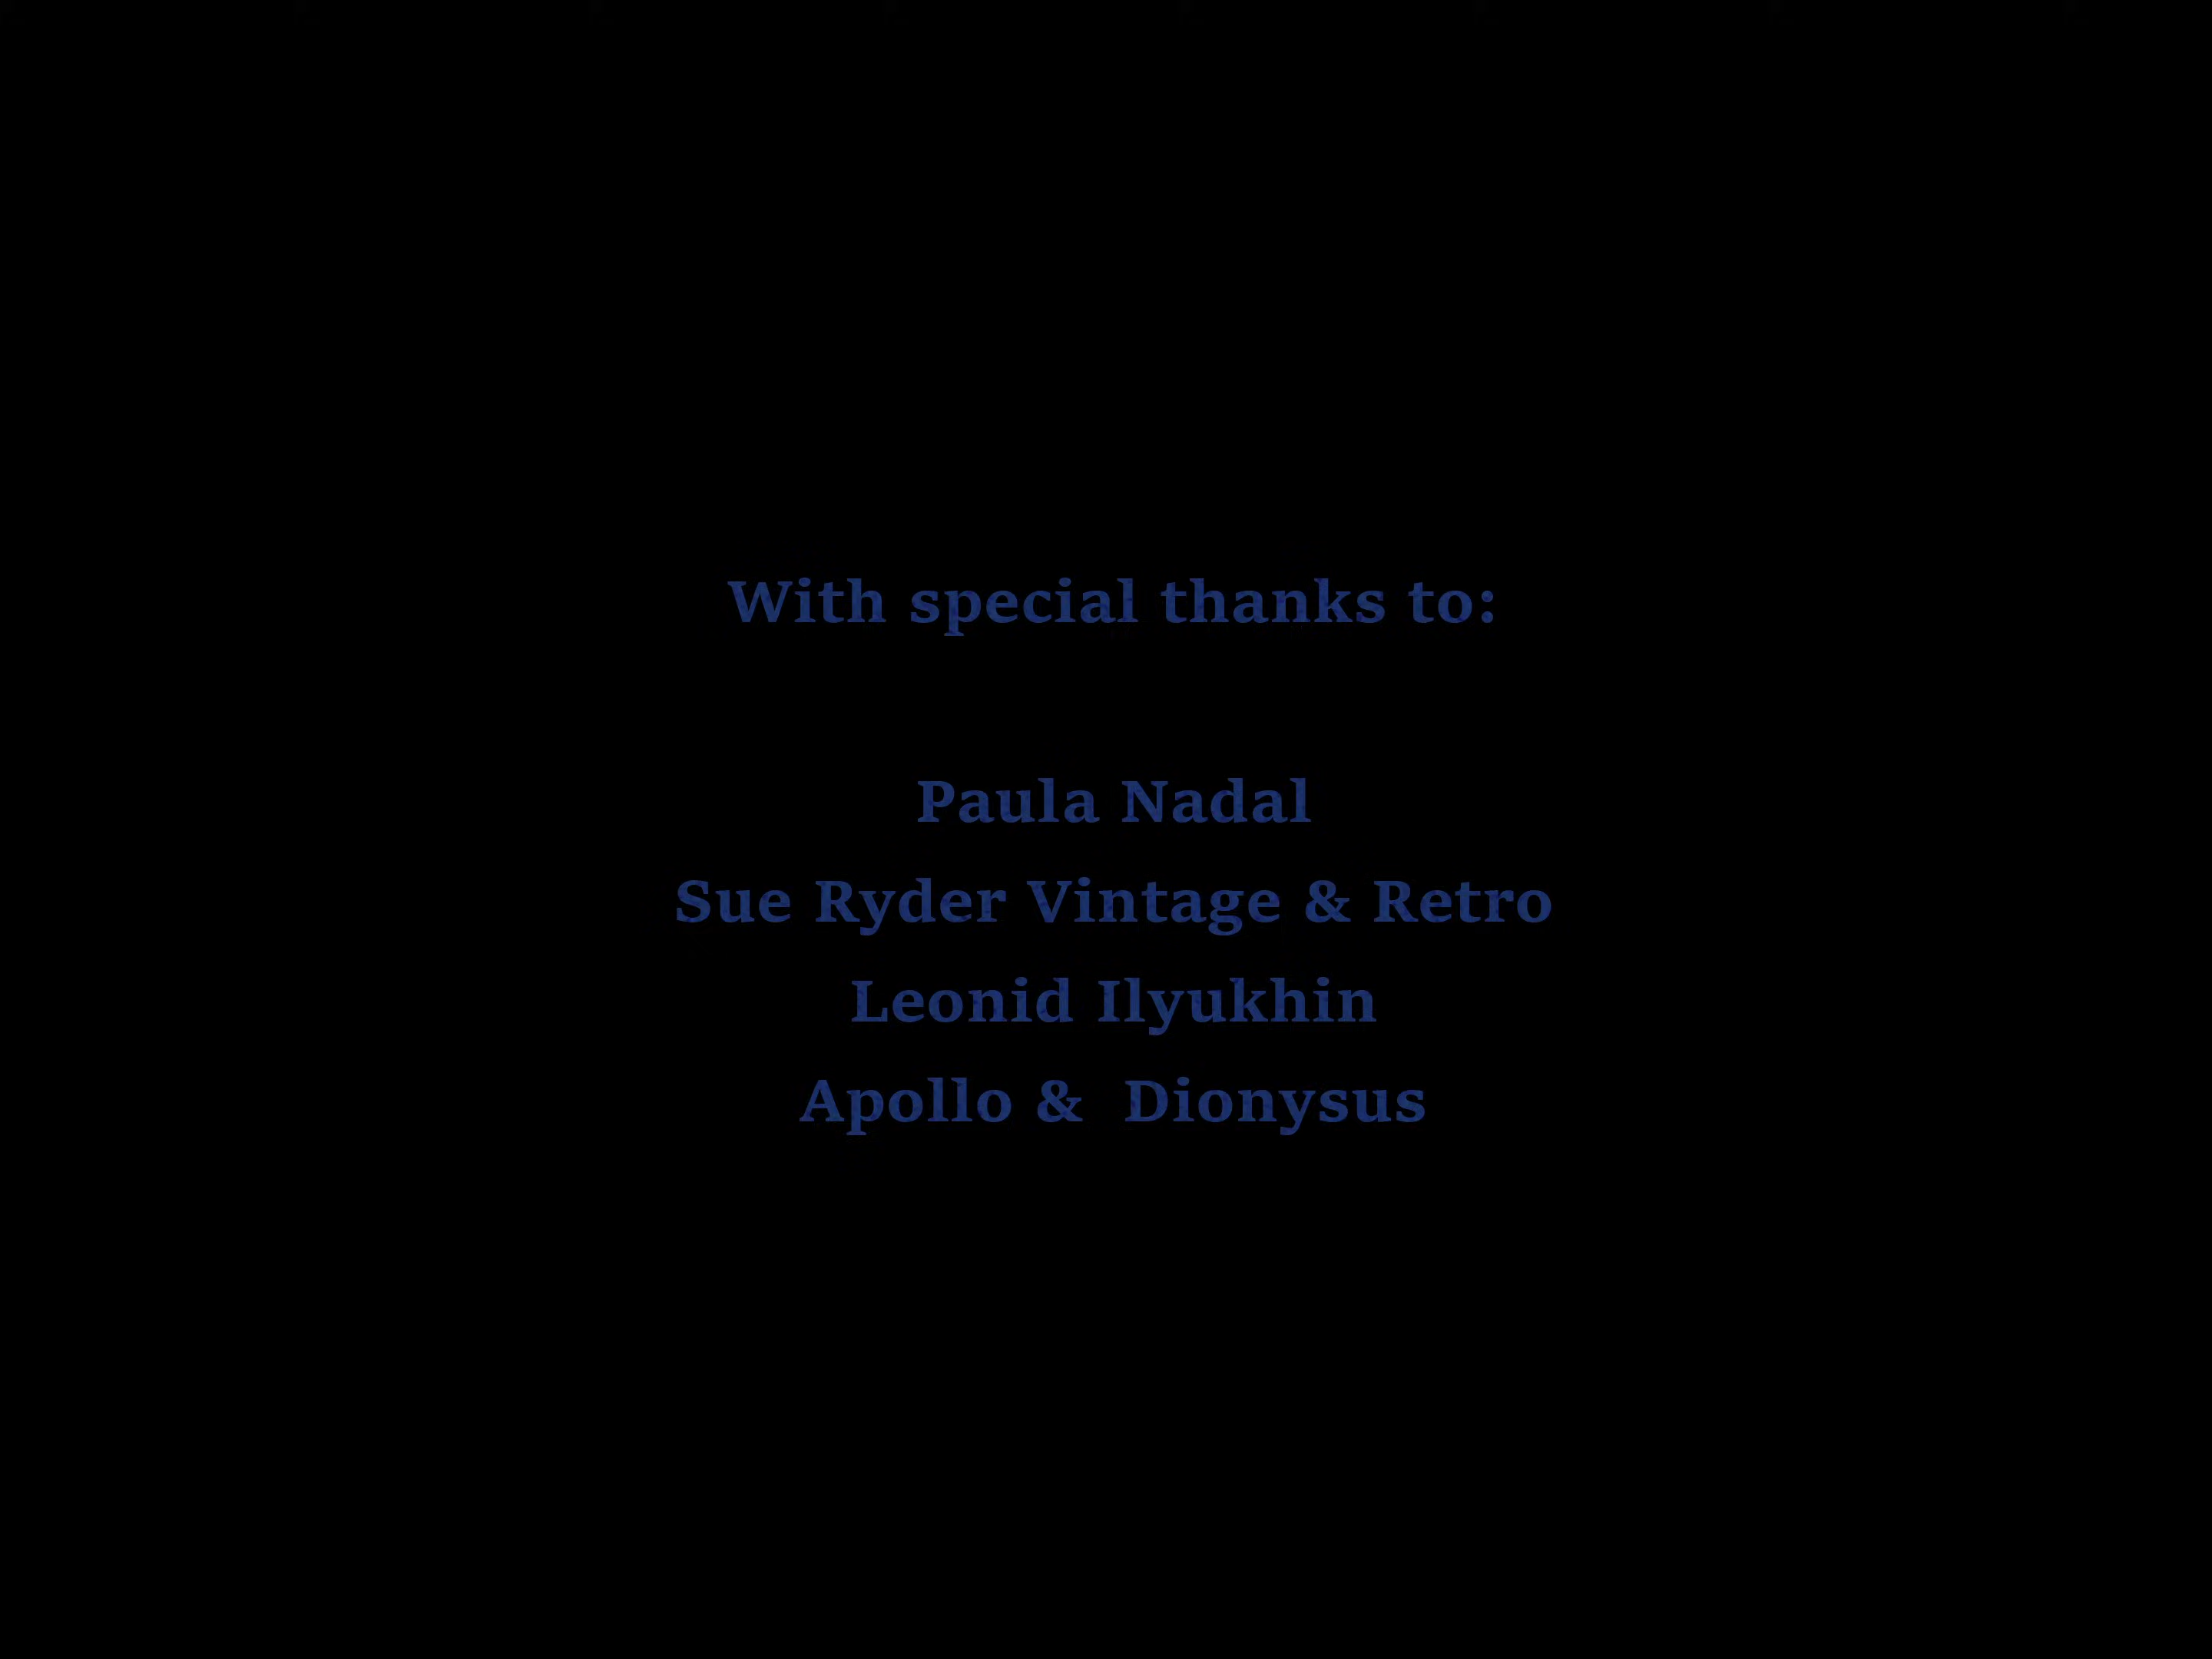 With special thanks to:
Paula Nadal
Sue Ryder Vintage & Retro
Leonid Ilyukhin
Apollo &  Dionysus